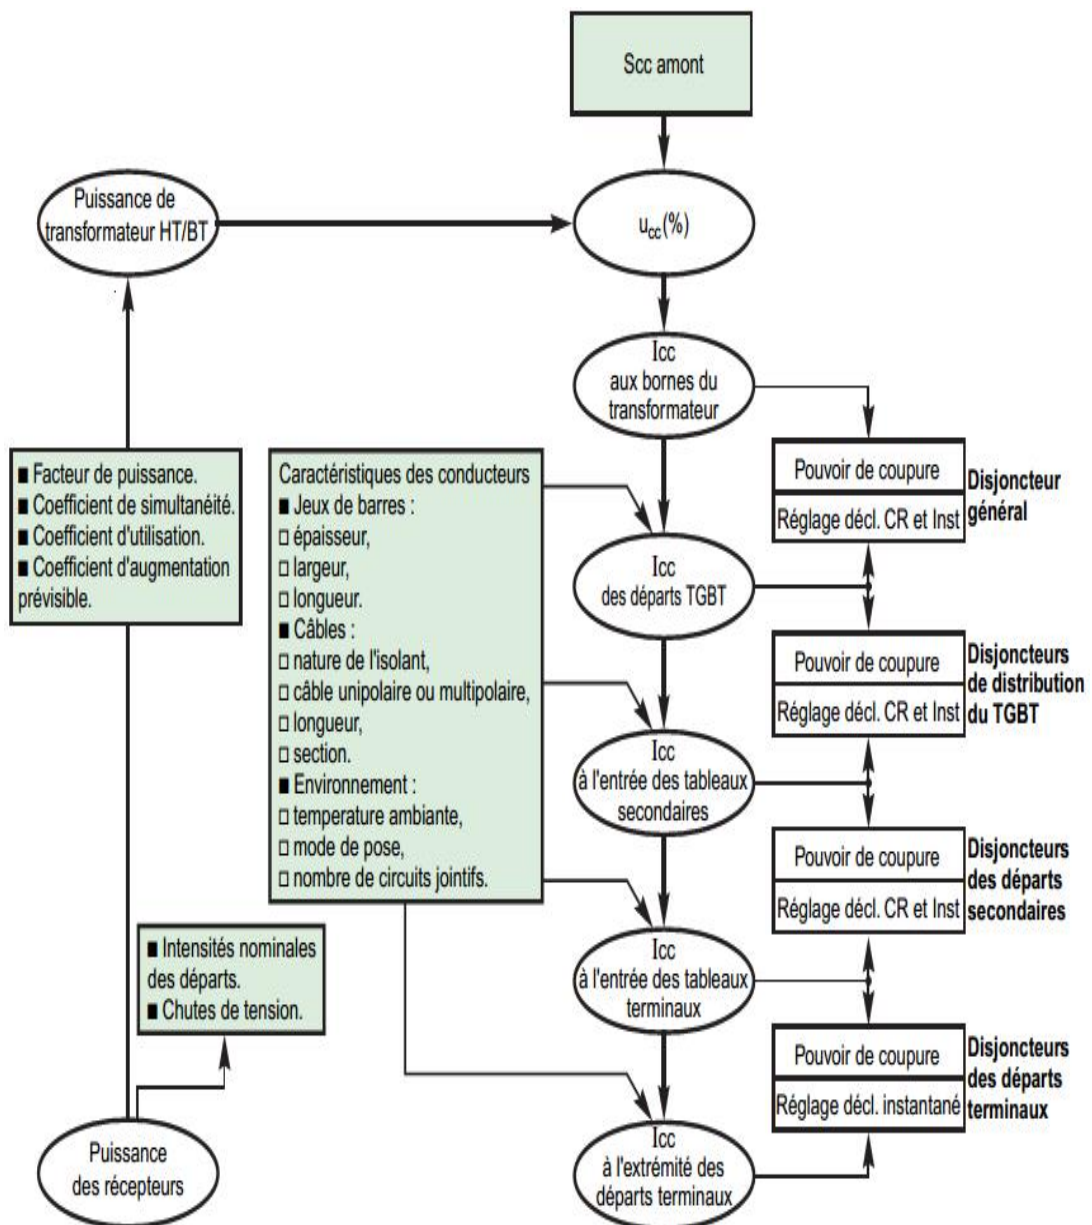 Scc amont
Puissance de
transformateur HT/BT
ucc(%)
Icc
aux bornes du
transformateur
■ Facteur de puissance.
■ Coefficient de simultanéité.
■ Coefficient d'utilisation.
■ Coefficient d'augmentation
prévisible.
Caractéristiques des conducteurs
■ Jeux de barres :
□ épaisseur,
□ largeur,
□ longueur.
■ Câbles :
□ nature de l'isolant,
□ câble unipolaire ou multipolaire,
□ longueur,
□ section.
■ Environnement :
□ temperature ambiante,
□ mode de pose,
□ nombre de circuits jointifs.
Pouvoir de coupure
Réglage décl. CR et Inst
Disjoncteur
général
Icc
des départs TGBT
Pouvoir de coupure
Réglage décl. CR et Inst
Disjoncteurs
de distribution
du TGBT
Icc
à l'entrée des tableaux
secondaires
Pouvoir de coupure
Réglage décl. CR et Inst
Disjoncteurs
des départs
secondaires
■ Intensités nominales
des départs.
■ Chutes de tension.
Icc
à l'entrée des tableaux
terminaux
Pouvoir de coupure
Réglage décl. instantané
Disjoncteurs
des départs
terminaux
Puissance
des récepteurs
Icc
à l'extrémité des
départs terminaux